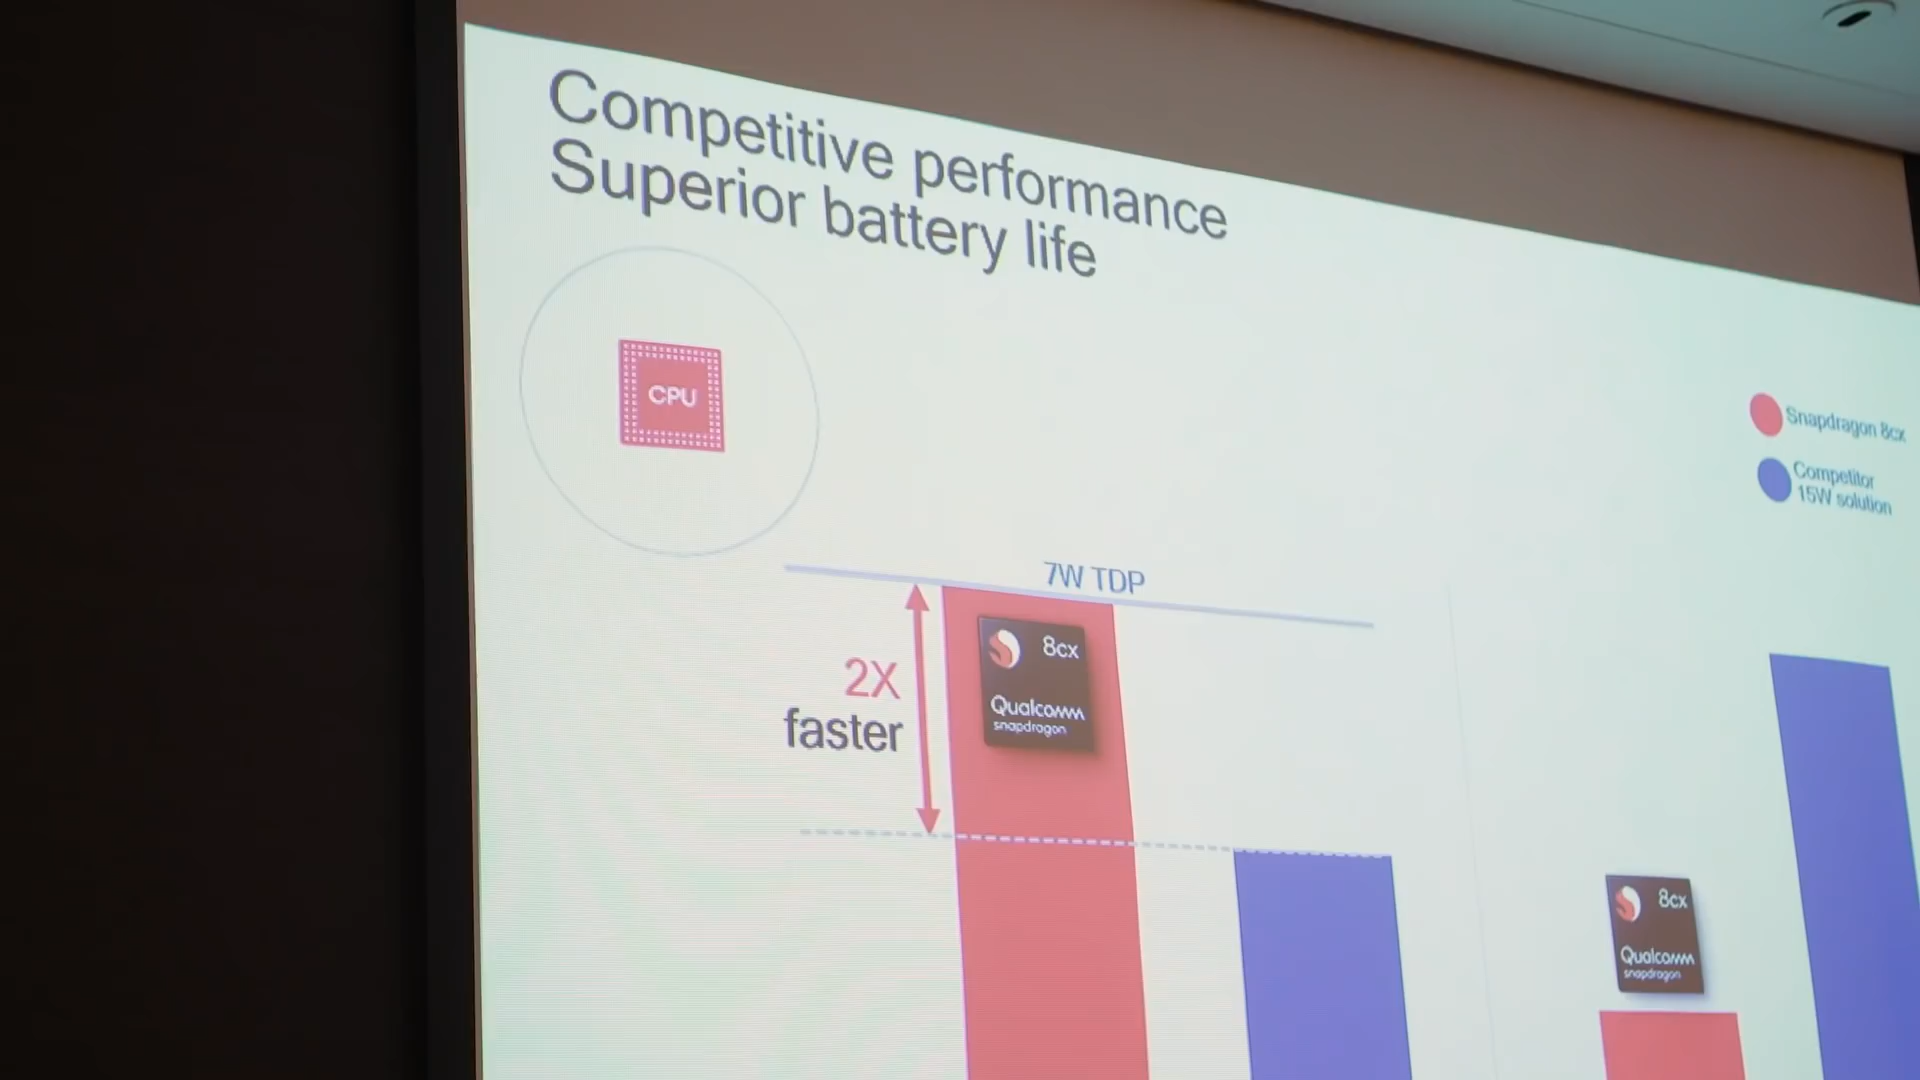 Competitive performance
Superior battery life
CPU
Snapdragon 8cx
Competitor
15W solution
7W TDP
2X
faster
8cx
Qualcomm
snapdragon
8cx
Qualcomm
snapdragon